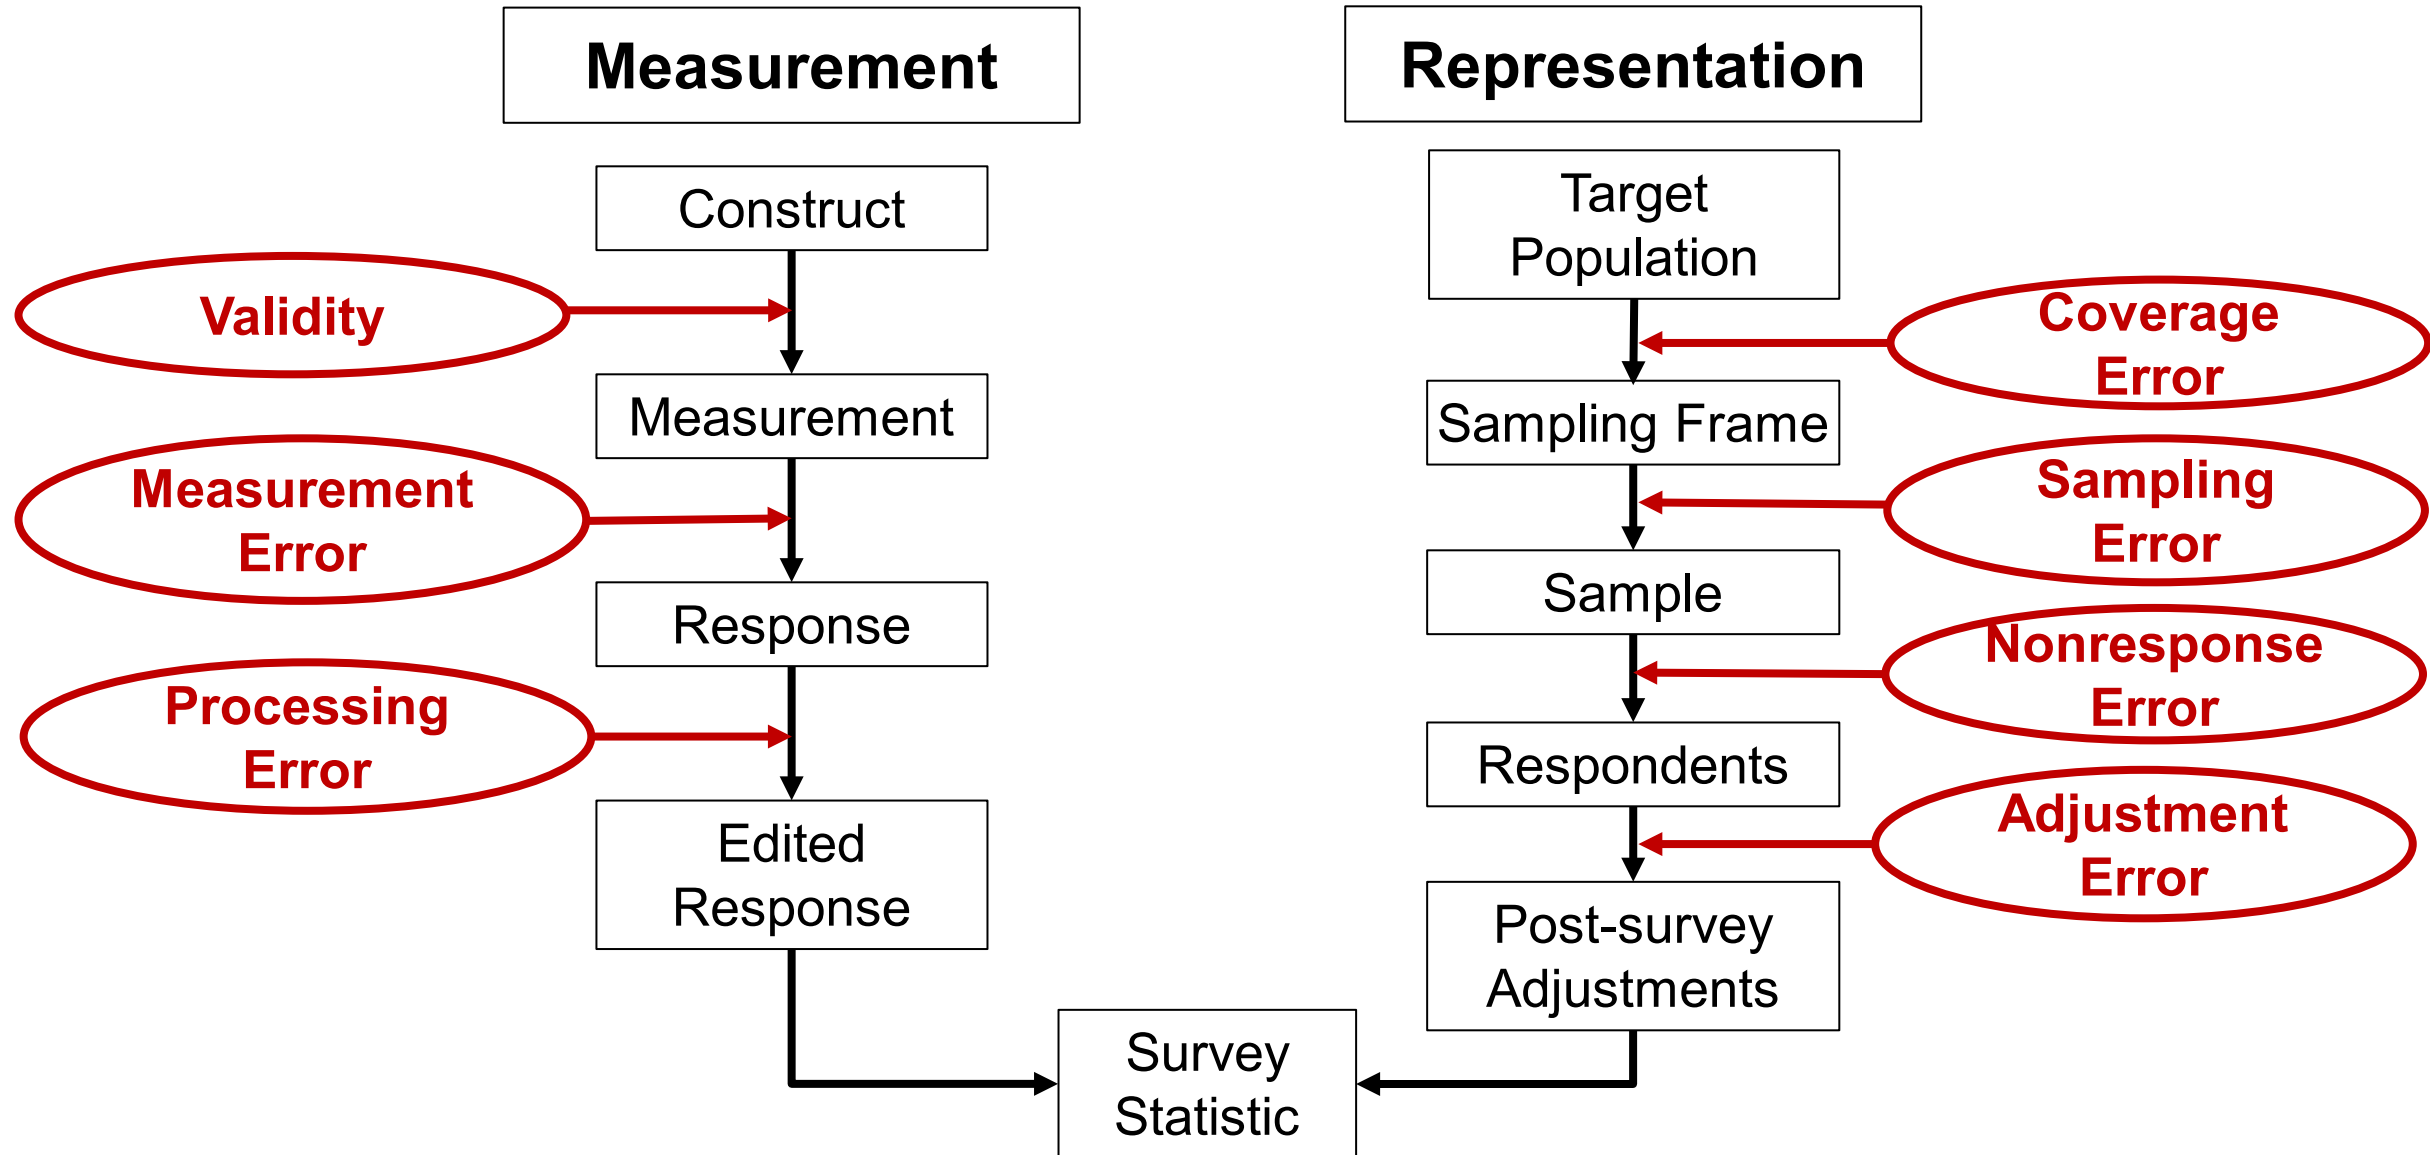 Measurement
Representation
Construct
Validity
Measurement
Measurement
Error
Response
Processing
Error
Edited
Response
Target
Population
Coverage
Error
Sampling Frame
Sampling
Error
Sample
Nonresponse
Error
Respondents
Adjustment
Error
Post-survey
Adjustments
Survey
Statistic